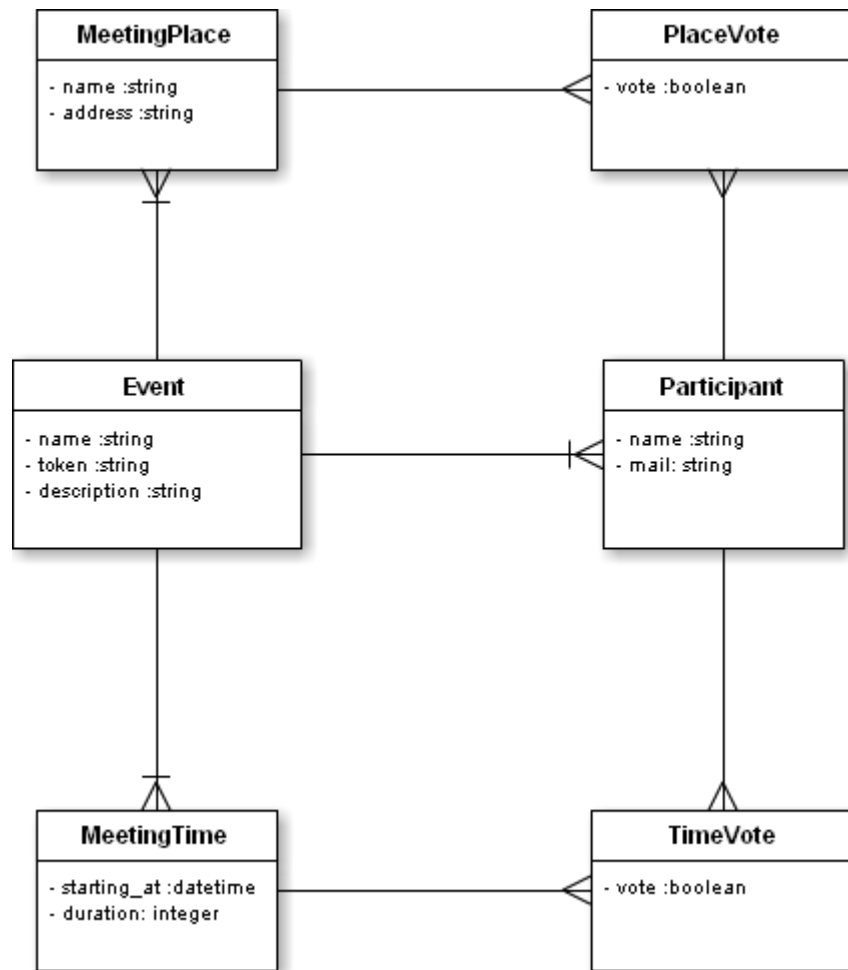 MeetingPlace
- name :string
- address :string
PlaceVote
- vote :boolean
Event
- name :string
- token :string
- description :string
Participant
- name :string
- mail: string
MeetingTime
- starting_at :datetime
- duration: integer
TimeVote
- vote :boolean